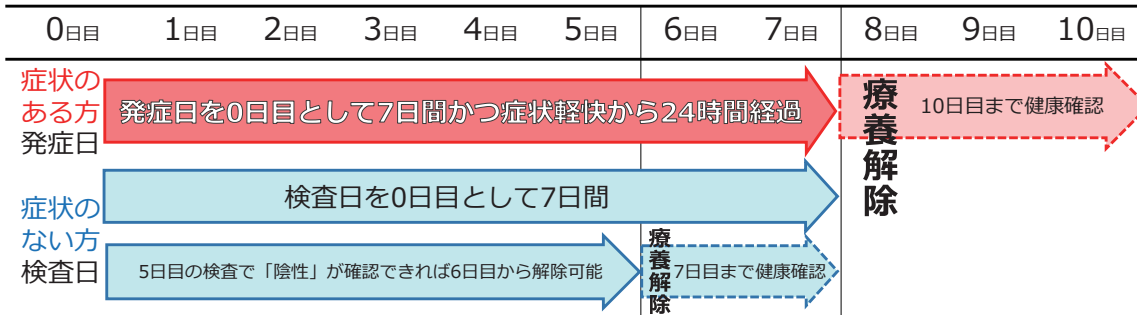 0日目 1日目 2日目 3日目 4日目 5日目 6日目 7日目 8日目 9日目 10日目
症状の
ある方
発症日
発症日を0日目として7日間かつ症状軽快から24時間経過
療養解除
10日目まで健康確認
症状の
ない方
検査日
検査日を0日目として7日間
5日目の検査で「陰性」が確認できれば6日目から解除可能
療養解除
7日目まで健康確認